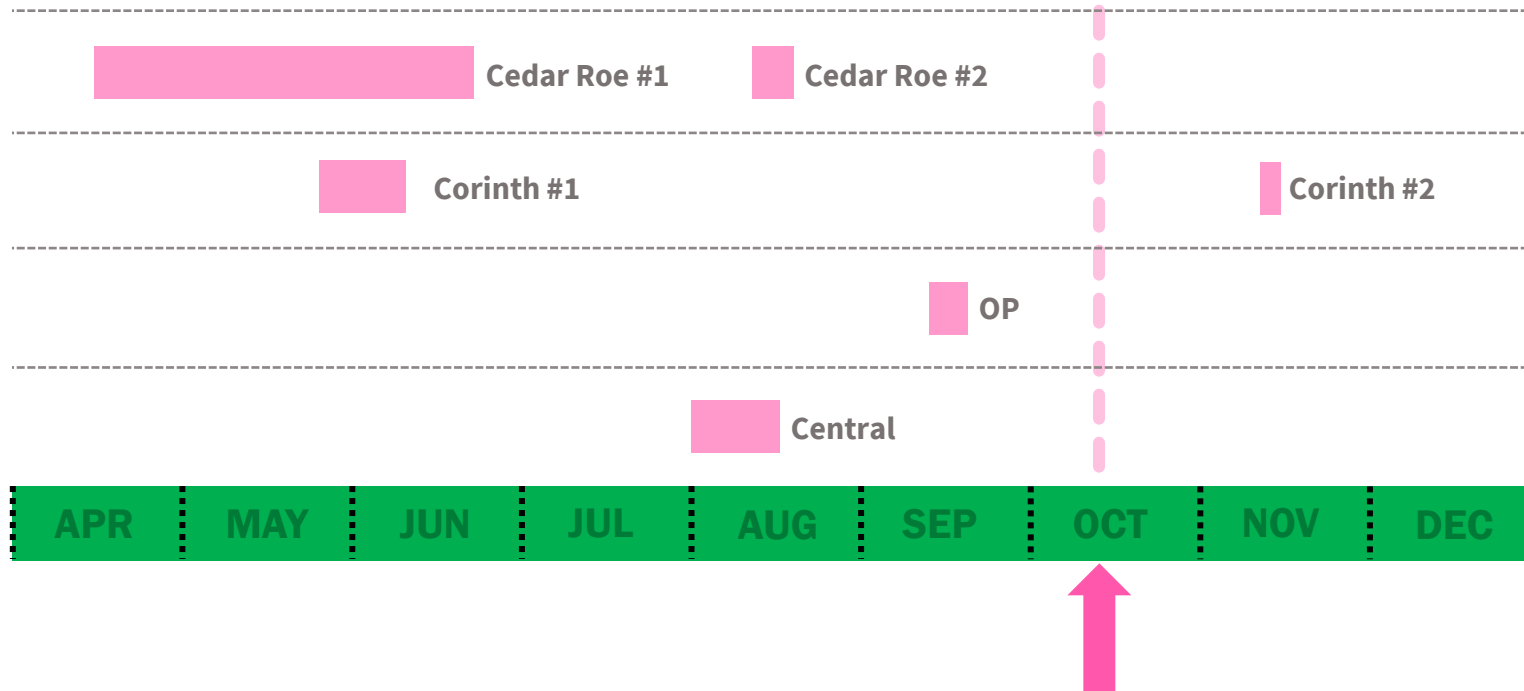 Cedar Roe #1
Cedar Roe #2
Corinth #1
Corinth #2
OP
Central
APR MAY JUN JUL AUG SEP OCT NOV DEC